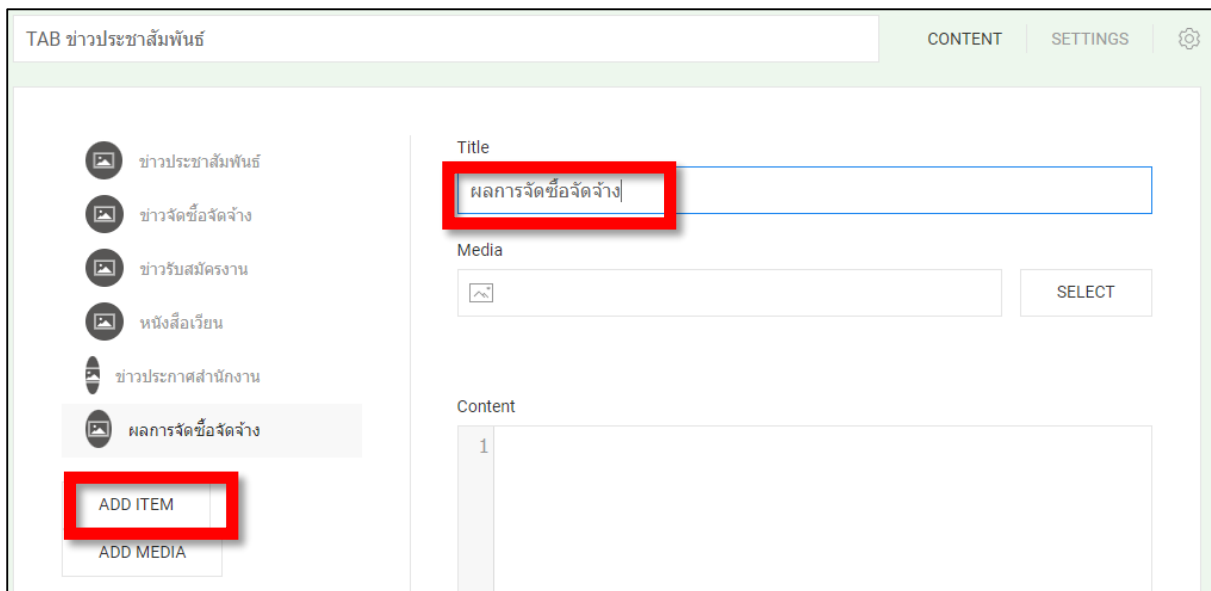 TAB ข่าวประชาสัมพันธ์
CONTENT
SETTINGS
ข่าวประชาสัมพันธ์
ข่าวจัดซื้อจัดจ้าง
ข่าวรับสมัครงาน
หนังสือเวียน
ข่าวประกาศสำนักงาน
ผลการจัดซื้อจัดจ้าง
ADD ITEM
ADD MEDIA
Title
ผลการจัดซื้อจัดจ้าง
Media
SELECT
Content
1